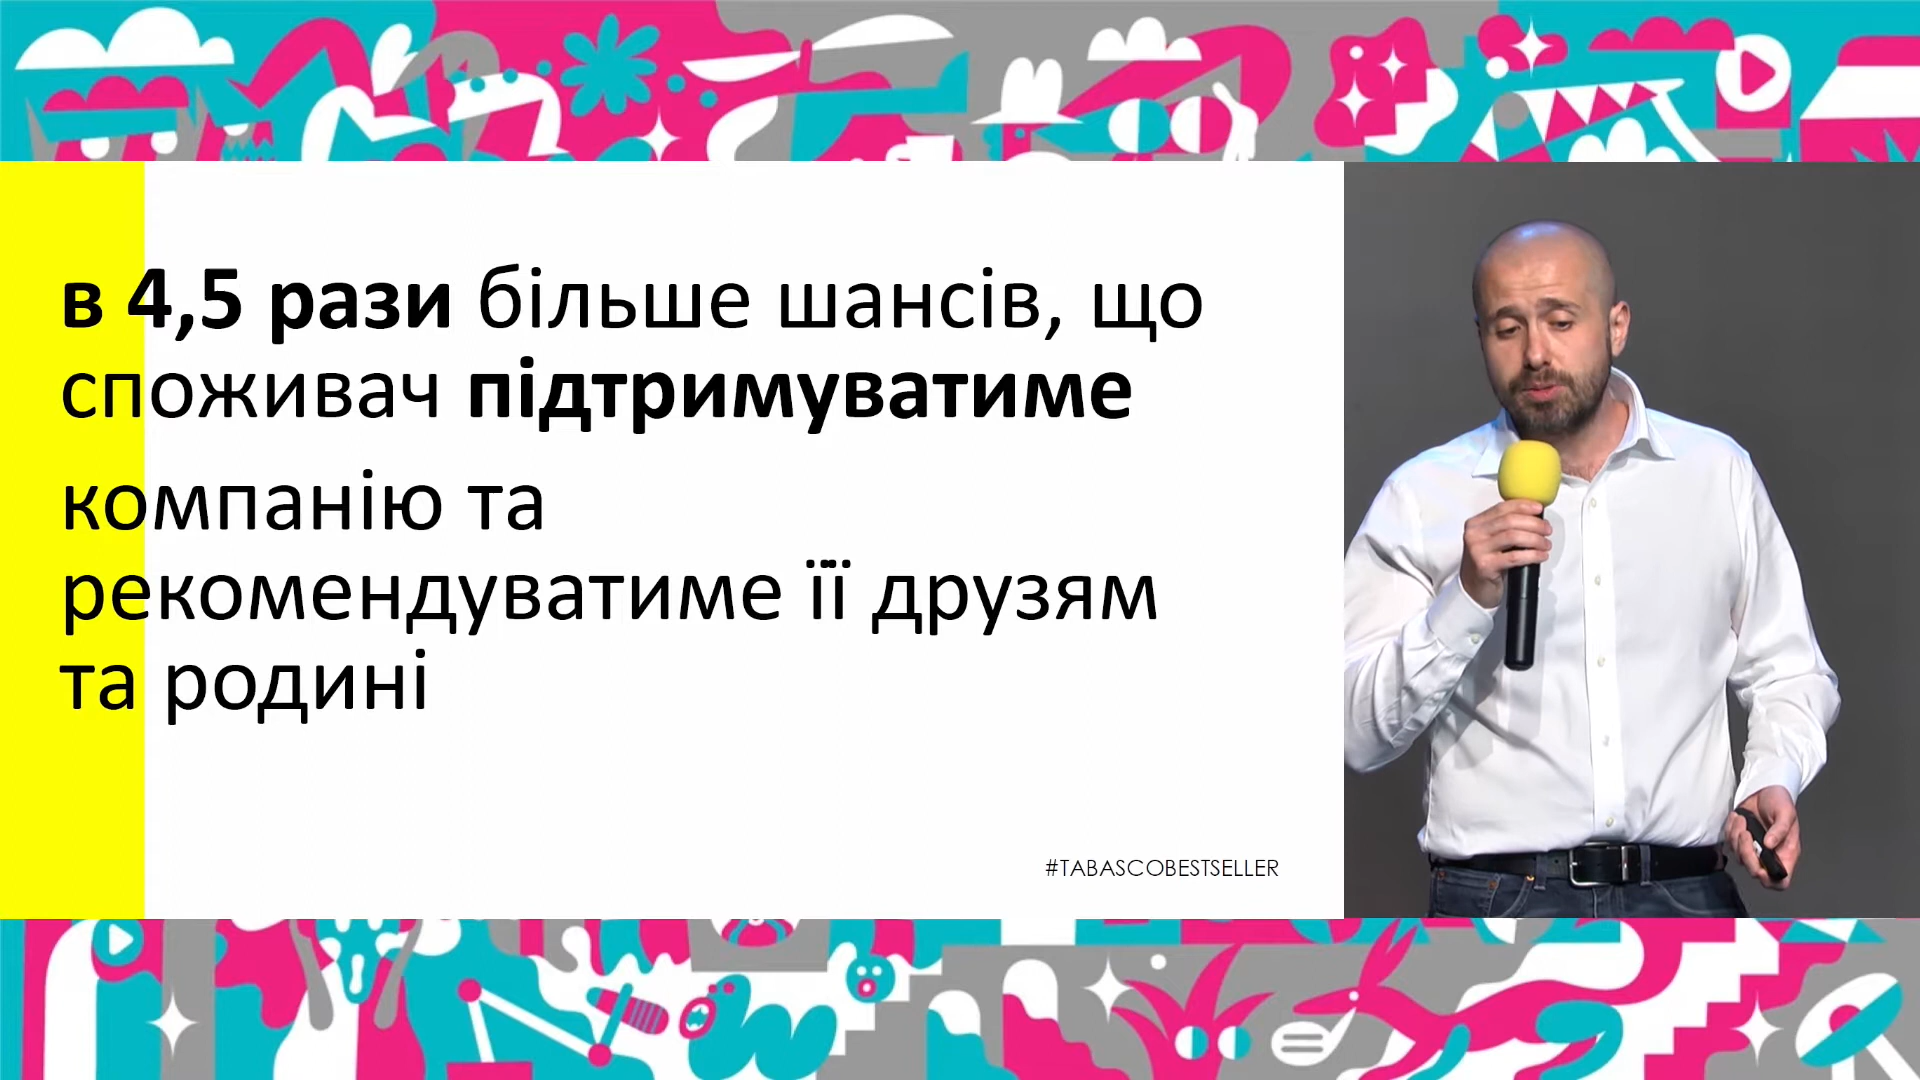 в 4,5 рази більше шансів, що
споживач підтримуватиме
компанію та
рекомендуватиме її друзям
та родині
#TABASCOBESTSELLER